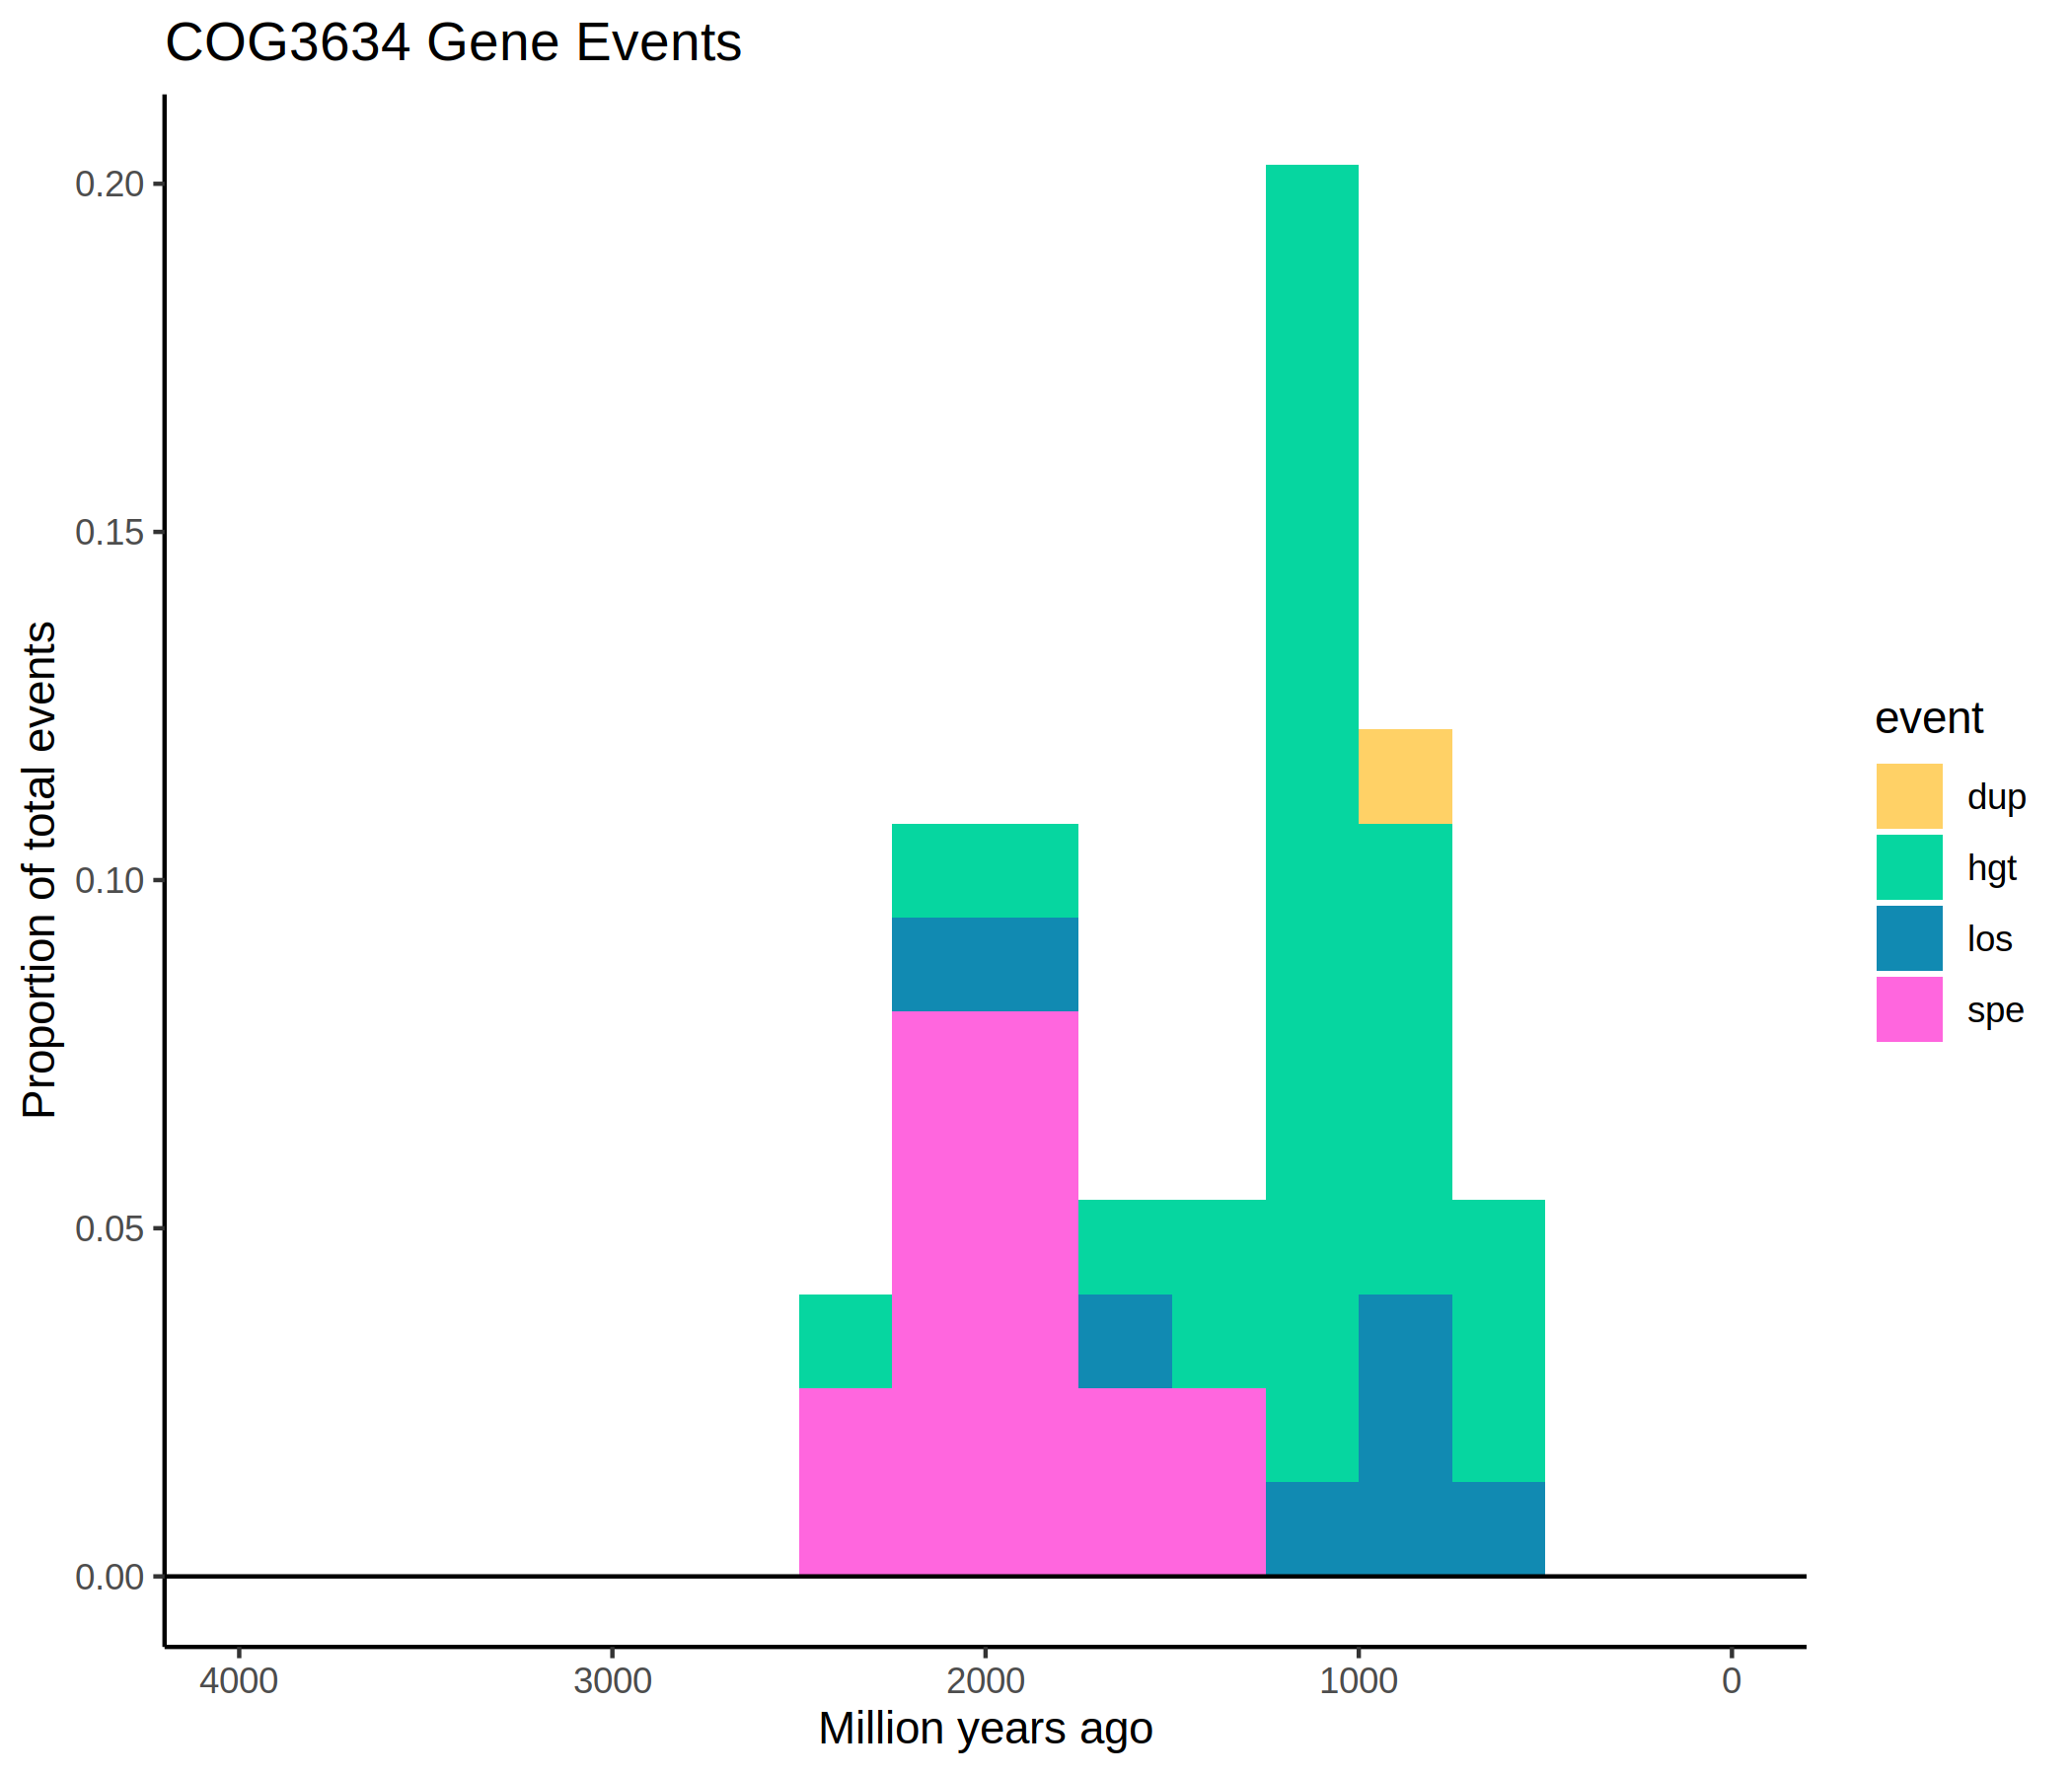 COG3634 Gene Events
Proportion of total events
0.20
0.15
0.10
0.05
0.00
4000 3000 2000 1000 0
Million years ago
event
dup
hgt
los
spe